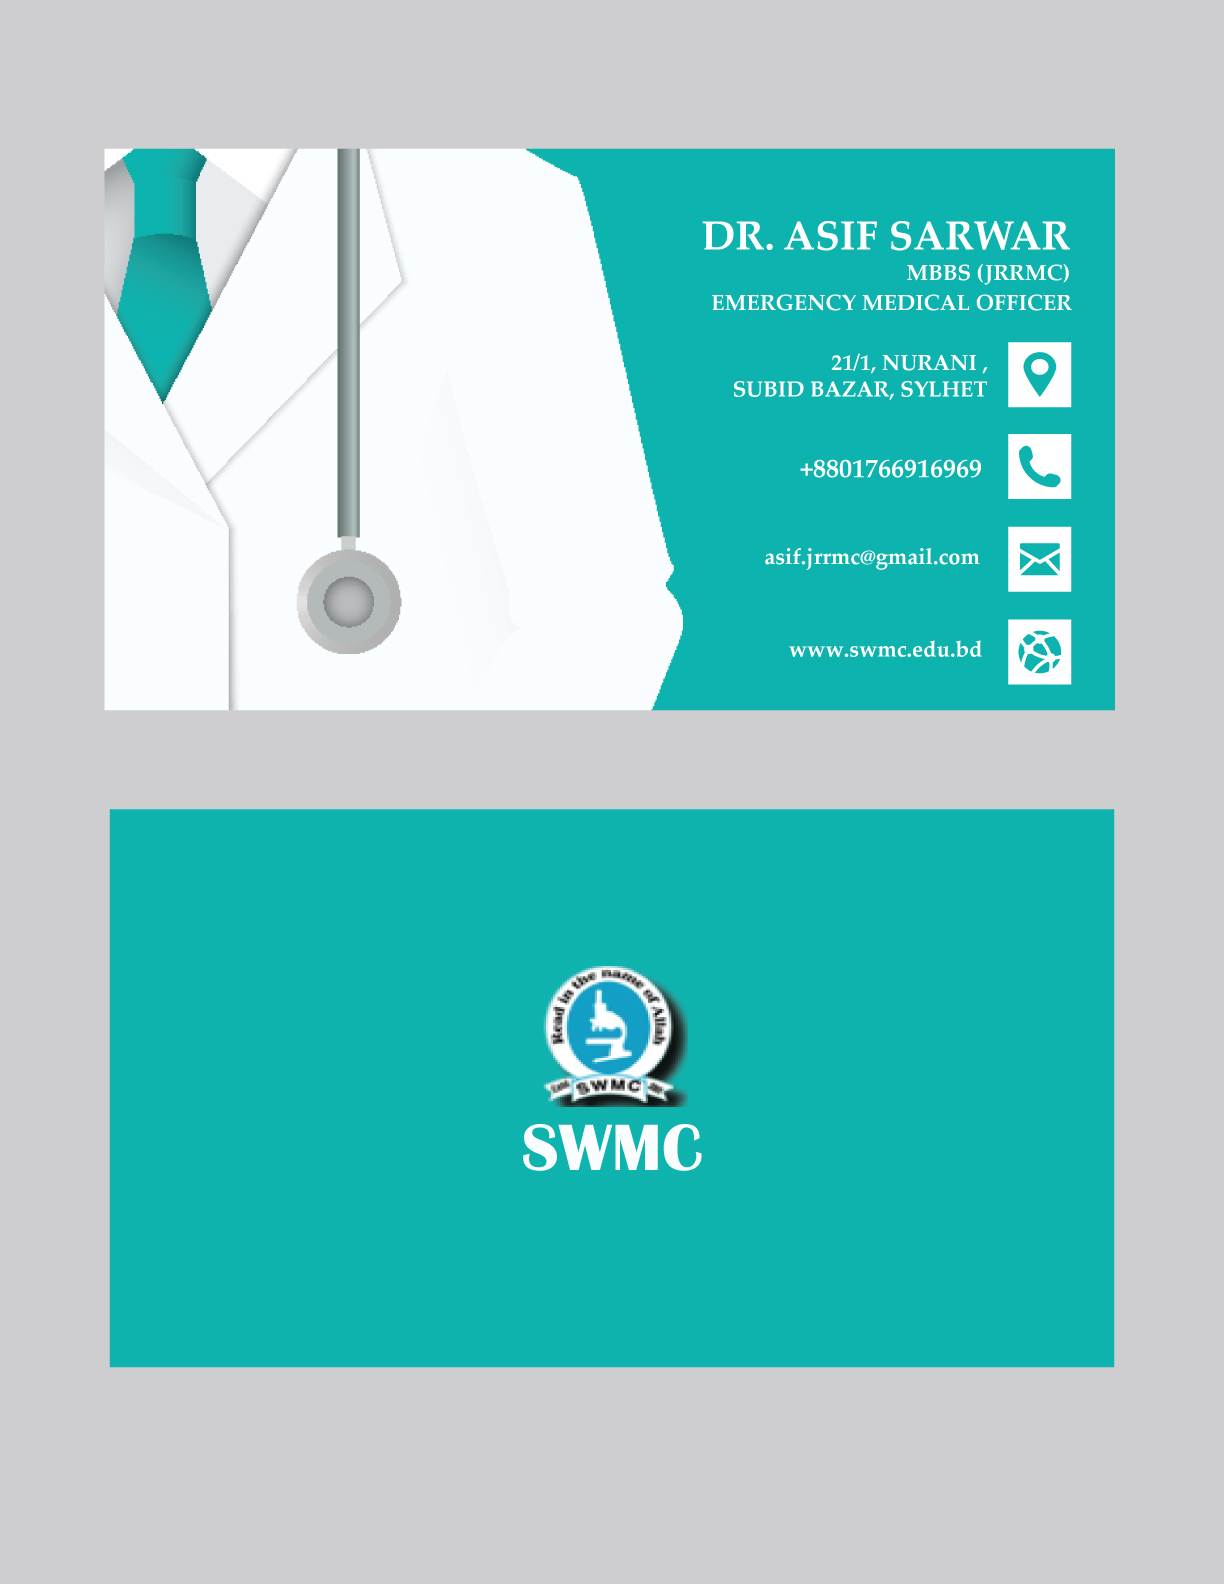 DR. ASIF SARWAR
MBBS (JRRMC)
EMERGENCY MEDICAL OFFICER
21/1, NURANI ,
SUBID BAZAR, SYLHET
+8801766916969
asif.jrrmc@gmail.com
www.swmc.edu.bd
Read in the name of Allah
SWMC
SWMC